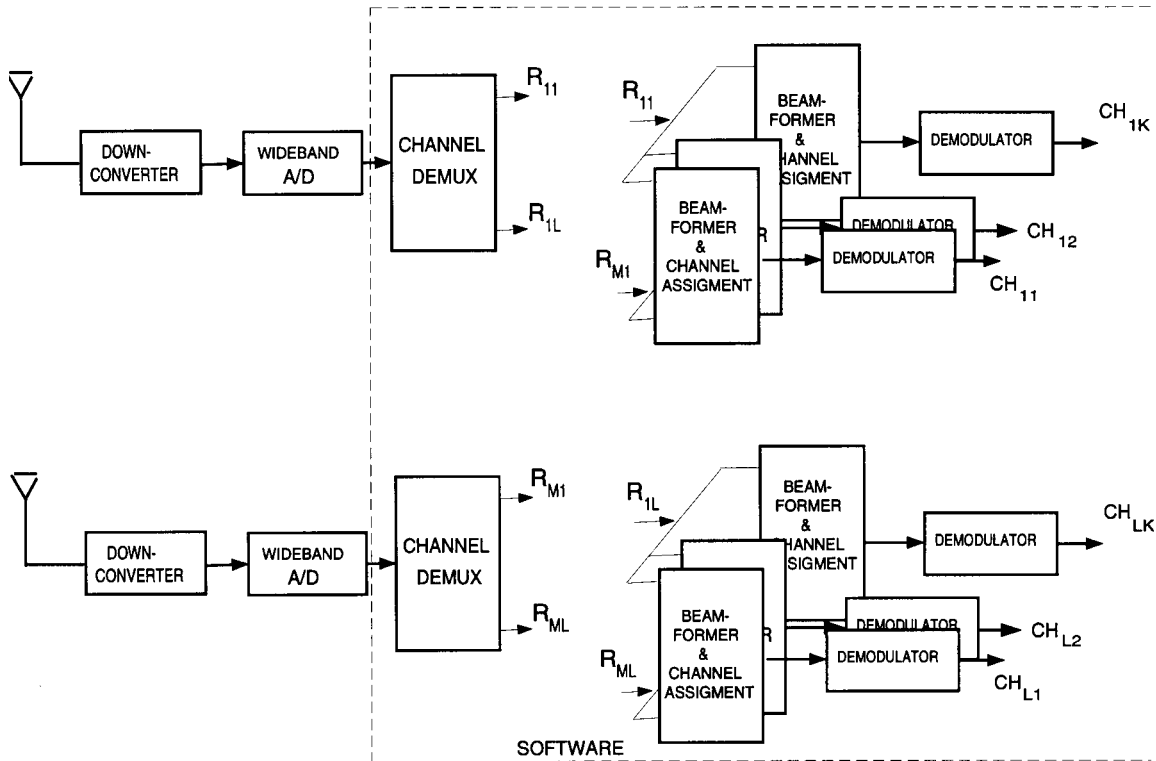 DOWN-
CONVERTER
WIDEBAND
A/D
CHANNEL
DEMUX
R11
R1L
R11
RM1
BEAM-
FORMER
&
CHANNEL
SIGMENT
R
BEAM-
FORMER
&
CHANNEL
ASSIGMENT
DEMODULATOR
CH1K
DEMODULATOR
CH12
DEMODULATOR
CH11
DOWN-
CONVERTER
WIDEBAND
A/D
CHANNEL
DEMUX
RM1
RML
R1L
RML
BEAM-
FORMER
&
CHANNEL
SIGMENT
R
BEAM-
FORMER
&
CHANNEL
ASSIGMENT
DEMODULATOR
CHLK
DEMODULATOR
CHL2
DEMODULATOR
CHL1
SOFTWARE